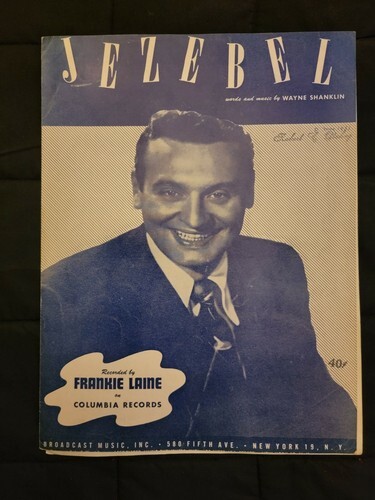 JEZEBEL
words and music by WAYNE SHANKLIN
Robert
40¢
Recorded by
FRANKIE LAINE
on
COLUMBIA RECORDS
BROADCAST MUSIC, INC. • 580 FIFTH AVE. • NEW YORK 19, N. Y.